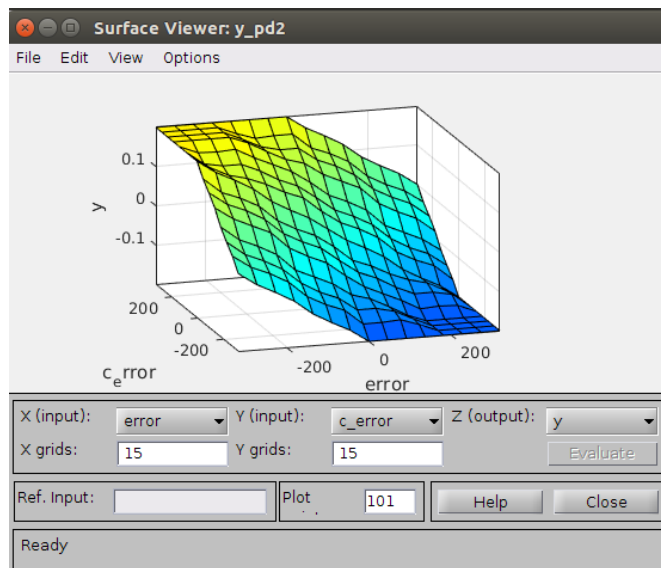 Surface Viewer: y_pd2
File Edit View Options
0.1
0
-0.1
y
200
0
-200
c_error
-200
0
200
error
X (input): error Y (input): c_error Z (output): y
X grids: 15 Y grids: 15 Evaluate
Ref. Input: Plot 101 Help Close
Ready